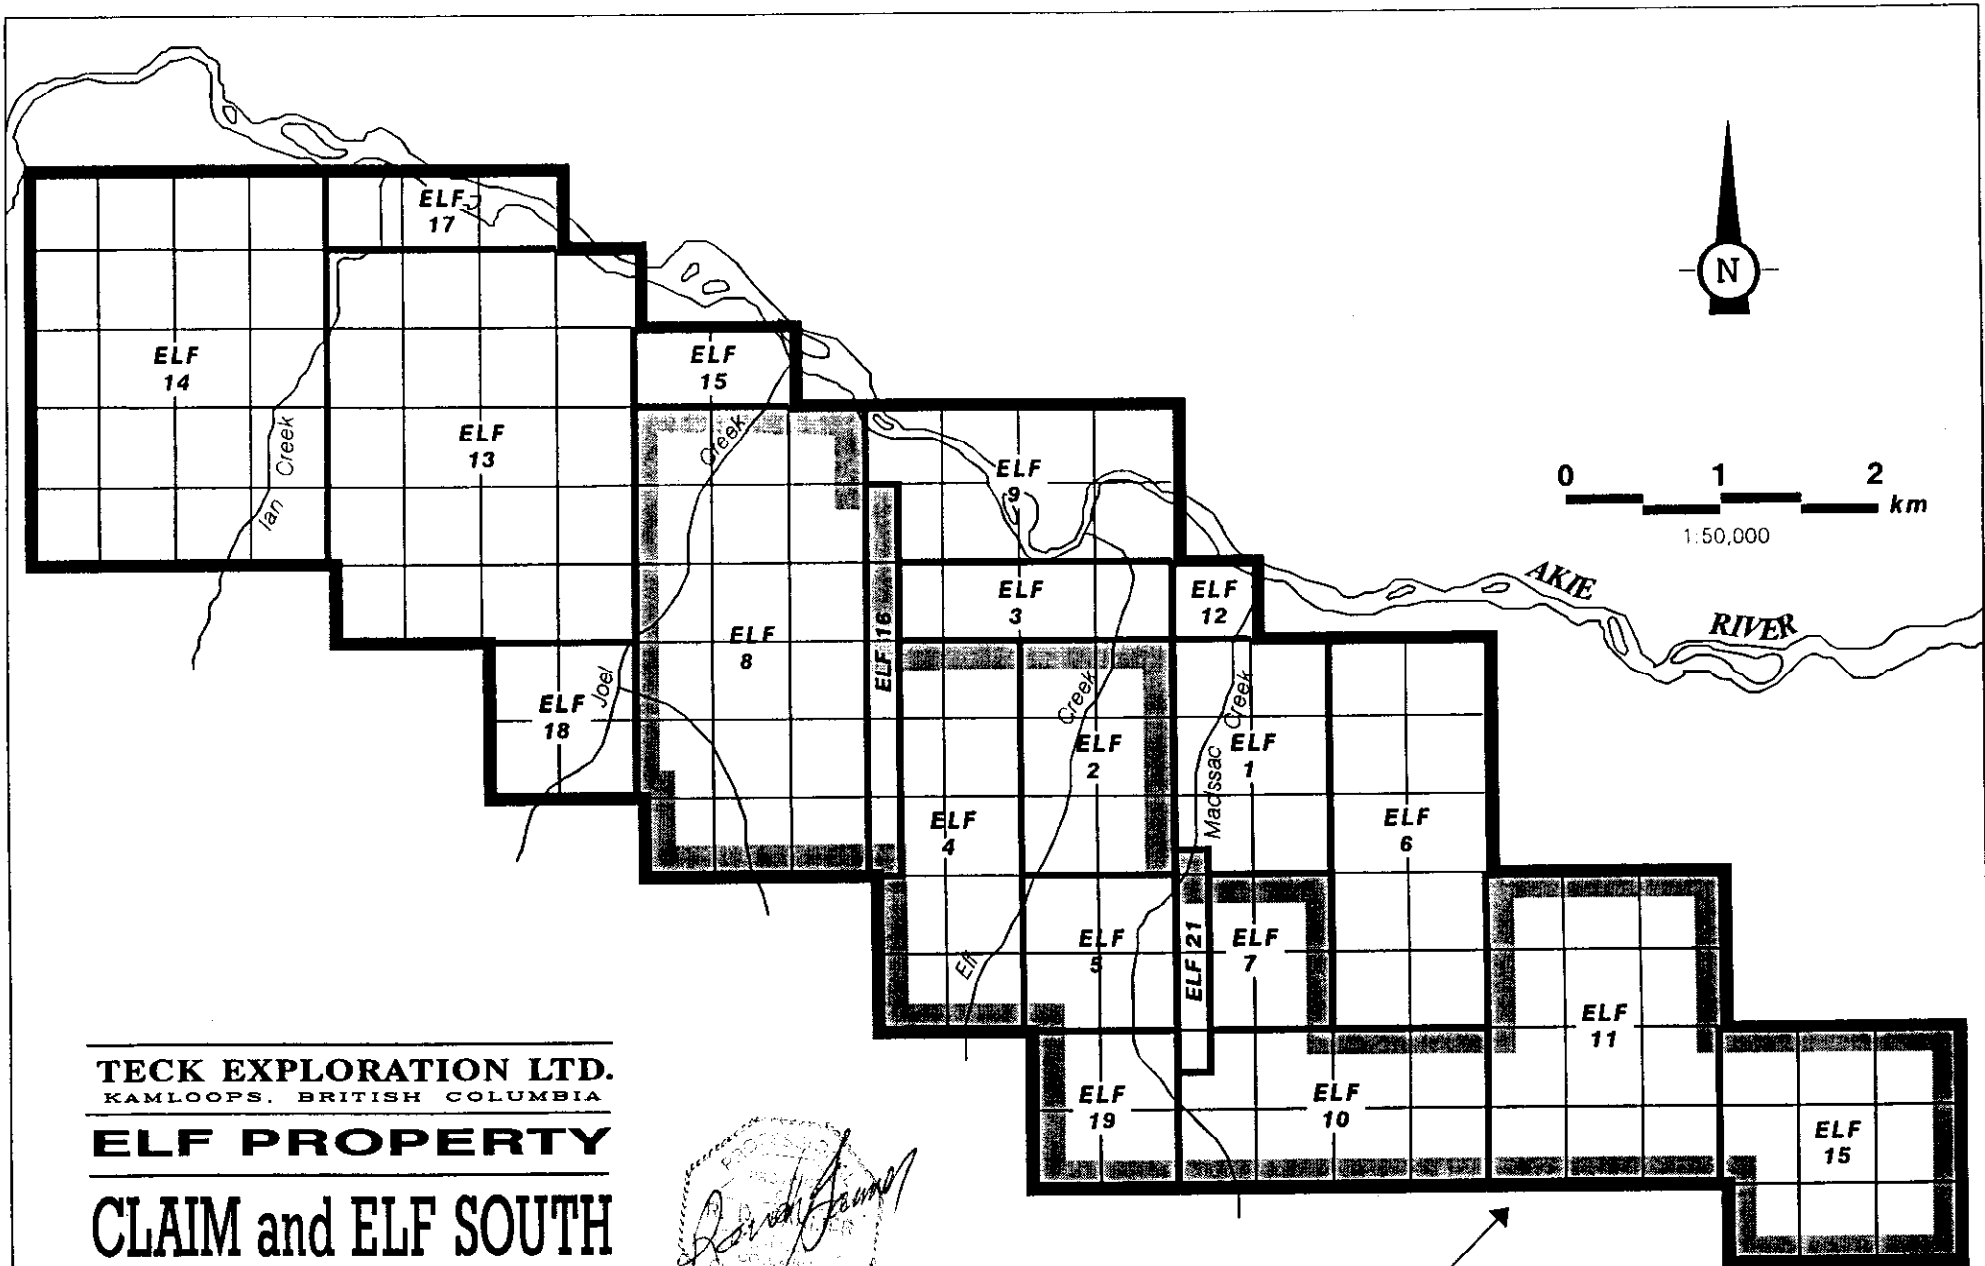 ELF
17
N
ELF
14
ELF
15
Ian Creek
ELF
13
Creek
ELF
9
0 1 2
km
1:50,000
AKIE
RIVER
ELF
3
ELF
12
ELF
8
ELF 16
Joel
ELF
18
Creek
Creek
ELF
2
ELF
1
MacIssac
ELF
4
ELF
6
ELF
5
ELF 21
ELF
7
Elf
ELF
11
ELF
19
ELF
10
ELF
15
TECK EXPLORATION LTD.
KAMLOOPS, BRITISH COLUMBIA
ELF PROPERTY
CLAIM and ELF SOUTH